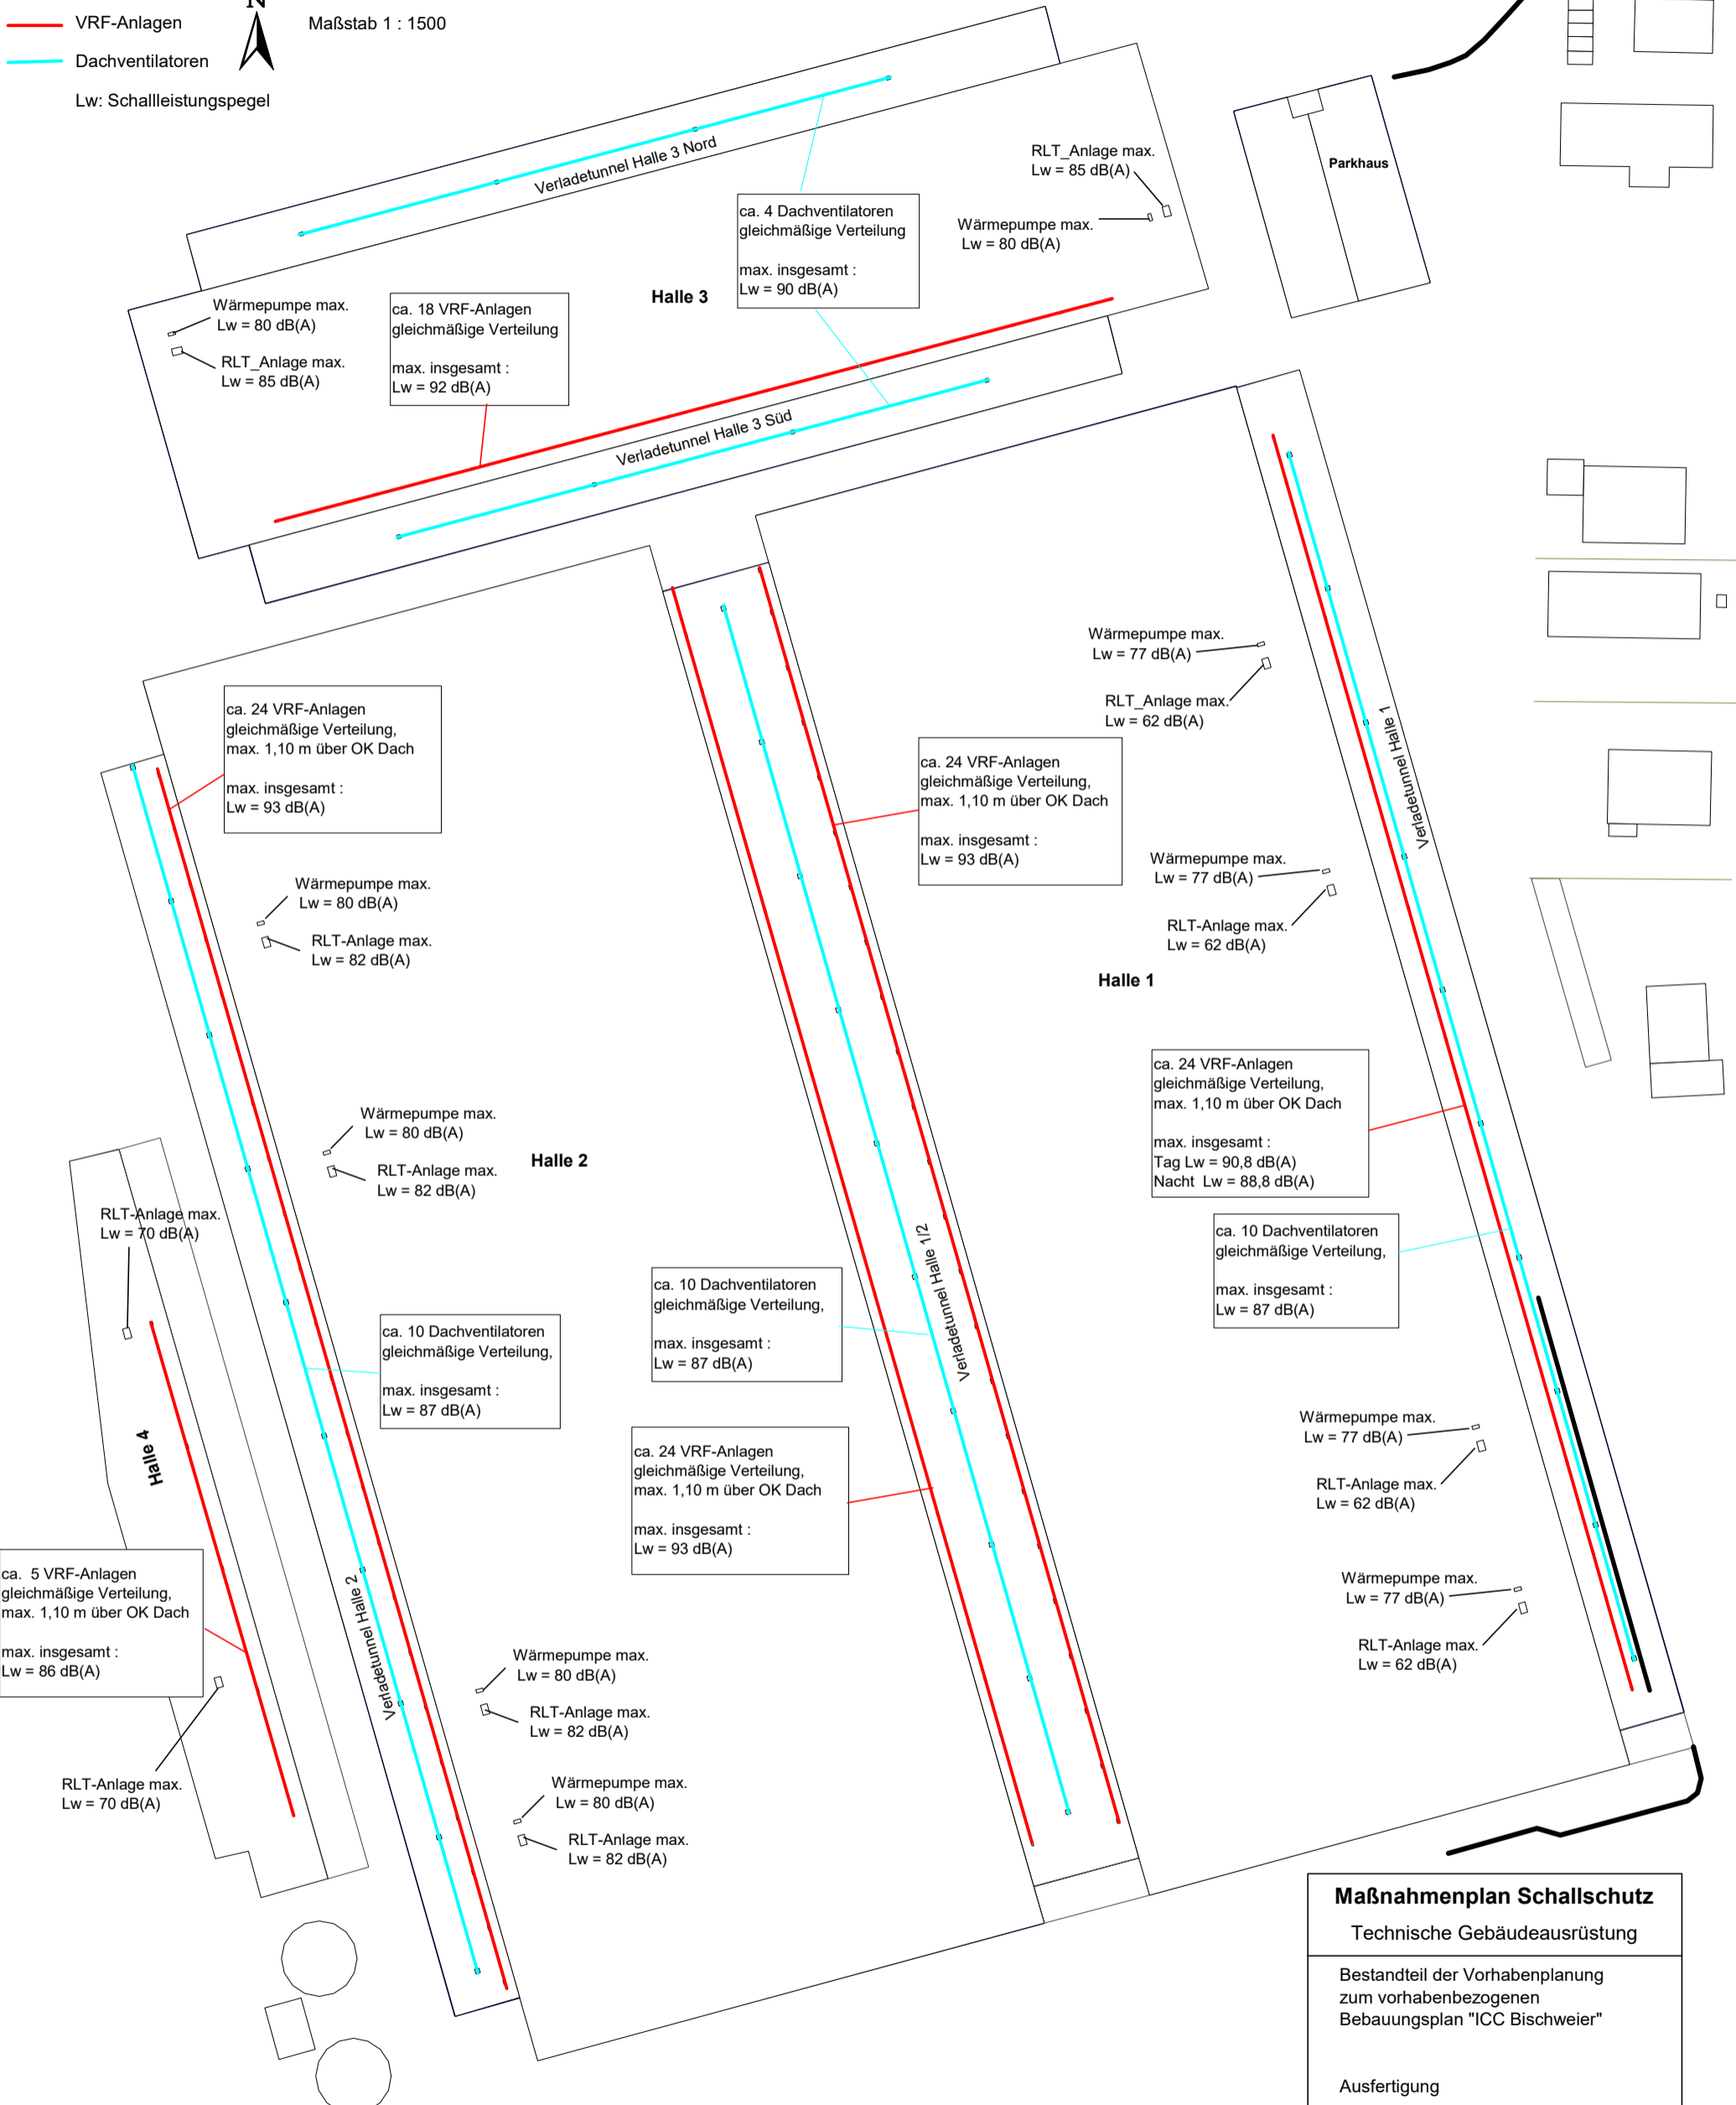 N
VRF-Anlagen
Maßstab 1 : 1500
Dachventilatoren
Lw: Schallleistungspegel
Verladetunnel Halle 3 Nord
RLT_Anlage max.
Lw = 85 dB(A)
Parkhaus
ca. 4 Dachventilatoren
gleichmäßige Verteilung
max. insgesamt :
Lw = 90 dB(A)
Wärmepumpe max.
Lw = 80 dB(A)
Halle 3
Wärmepumpe max.
Lw = 80 dB(A)
RLT_Anlage max.
Lw = 85 dB(A)
ca. 18 VRF-Anlagen
gleichmäßige Verteilung
max. insgesamt :
Lw = 92 dB(A)
Verladetunnel Halle 3 Süd
Wärmepumpe max.
Lw = 77 dB(A)
RLT_Anlage max.
Lw = 62 dB(A)
Verladetunnel Halle 1
ca. 24 VRF-Anlagen
gleichmäßige Verteilung,
max. 1,10 m über OK Dach
max. insgesamt :
Lw = 93 dB(A)
ca. 24 VRF-Anlagen
gleichmäßige Verteilung,
max. 1,10 m über OK Dach
max. insgesamt :
Lw = 93 dB(A)
Wärmepumpe max.
Lw = 77 dB(A)
RLT-Anlage max.
Lw = 62 dB(A)
Wärmepumpe max.
Lw = 80 dB(A)
RLT-Anlage max.
Lw = 82 dB(A)
Halle 1
ca. 24 VRF-Anlagen
gleichmäßige Verteilung,
max. 1,10 m über OK Dach
max. insgesamt :
Tag Lw = 90,8 dB(A)
Nacht  Lw = 88,8 dB(A)
Wärmepumpe max.
Lw = 80 dB(A)
RLT-Anlage max.
Lw = 82 dB(A)
Halle 2
RLT-Anlage max.
Lw = 70 dB(A)
ca. 10 Dachventilatoren
gleichmäßige Verteilung,
max. insgesamt :
Lw = 87 dB(A)
Verladetunnel Halle 1/2
ca. 10 Dachventilatoren
gleichmäßige Verteilung,
max. insgesamt :
Lw = 87 dB(A)
ca. 10 Dachventilatoren
gleichmäßige Verteilung,
max. insgesamt :
Lw = 87 dB(A)
Halle 4
ca. 24 VRF-Anlagen
gleichmäßige Verteilung,
max. 1,10 m über OK Dach
max. insgesamt :
Lw = 93 dB(A)
Wärmepumpe max.
Lw = 77 dB(A)
RLT-Anlage max.
Lw = 62 dB(A)
ca.  5 VRF-Anlagen
gleichmäßige Verteilung,
max. 1,10 m über OK Dach
max. insgesamt :
Lw = 86 dB(A)
Verladetunnel Halle 2
Wärmepumpe max.
Lw = 77 dB(A)
RLT-Anlage max.
Lw = 62 dB(A)
Wärmepumpe max.
Lw = 80 dB(A)
RLT-Anlage max.
Lw = 82 dB(A)
RLT-Anlage max.
Lw = 70 dB(A)
Wärmepumpe max.
Lw = 80 dB(A)
RLT-Anlage max.
Lw = 82 dB(A)
Maßnahmenplan Schallschutz
Technische Gebäudeausrüstung
Bestandteil der Vorhabenplanung
zum vorhabenbezogenen
Bebauungsplan "ICC Bischweier"
Ausfertigung